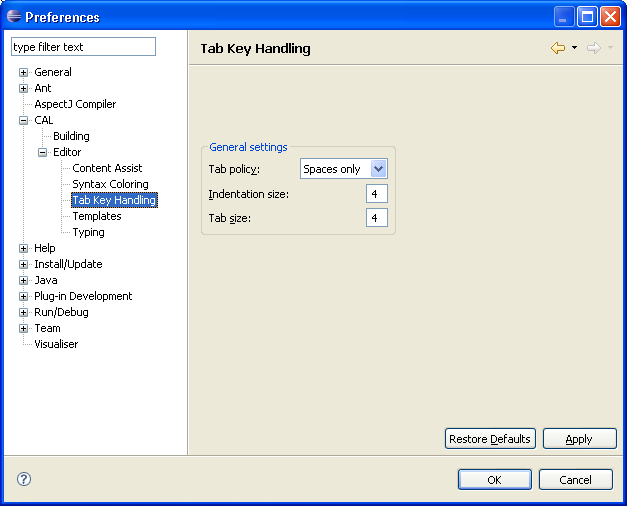 Preferences
type filter text
General
Ant
AspectJ Compiler
CAL
Building
Editor
Content Assist
Syntax Coloring
Tab Key Handling
Templates
Typing
Help
Install/Update
Java
Plug-in Development
Run/Debug
Team
Visualiser
Tab Key Handling
General settings
Tab policy: Spaces only
Indentation size: 4
Tab size: 4
Restore Defaults Apply
? OK Cancel